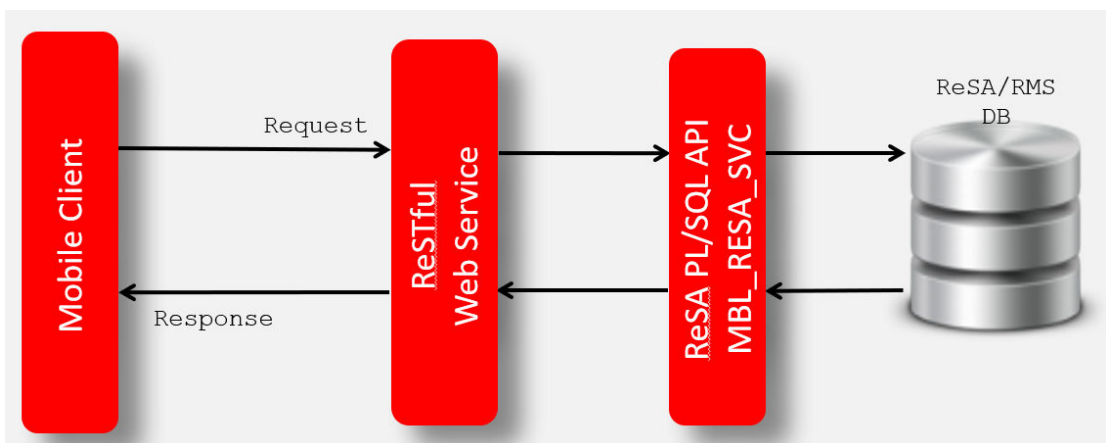 Mobile Client
Request
Response
ReSTful
Web Service
ReSA PL/SQL API
MBL_RESA_SVC
ReSA/RMS
DB